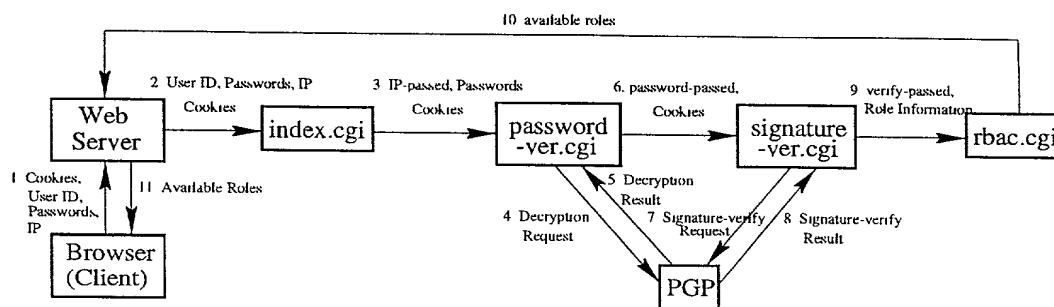 10 available roles
2 User ID, Passwords, IP
Cookies
3 IP-passed, Passwords
Cookies
6. password-passed,
Cookies
9 verify-passed,
Role Information
Web
Server
index.cgi
password
-ver.cgi
signature
-ver.cgi
rbac.cgi
1 Cookies,
User ID,
Passwords,
IP
11 Available Roles
5 Decryption
Result
4 Decryption
Request
7 Signature-verify
Request
8 Signature-verify
Result
Browser
(Client)
PGP